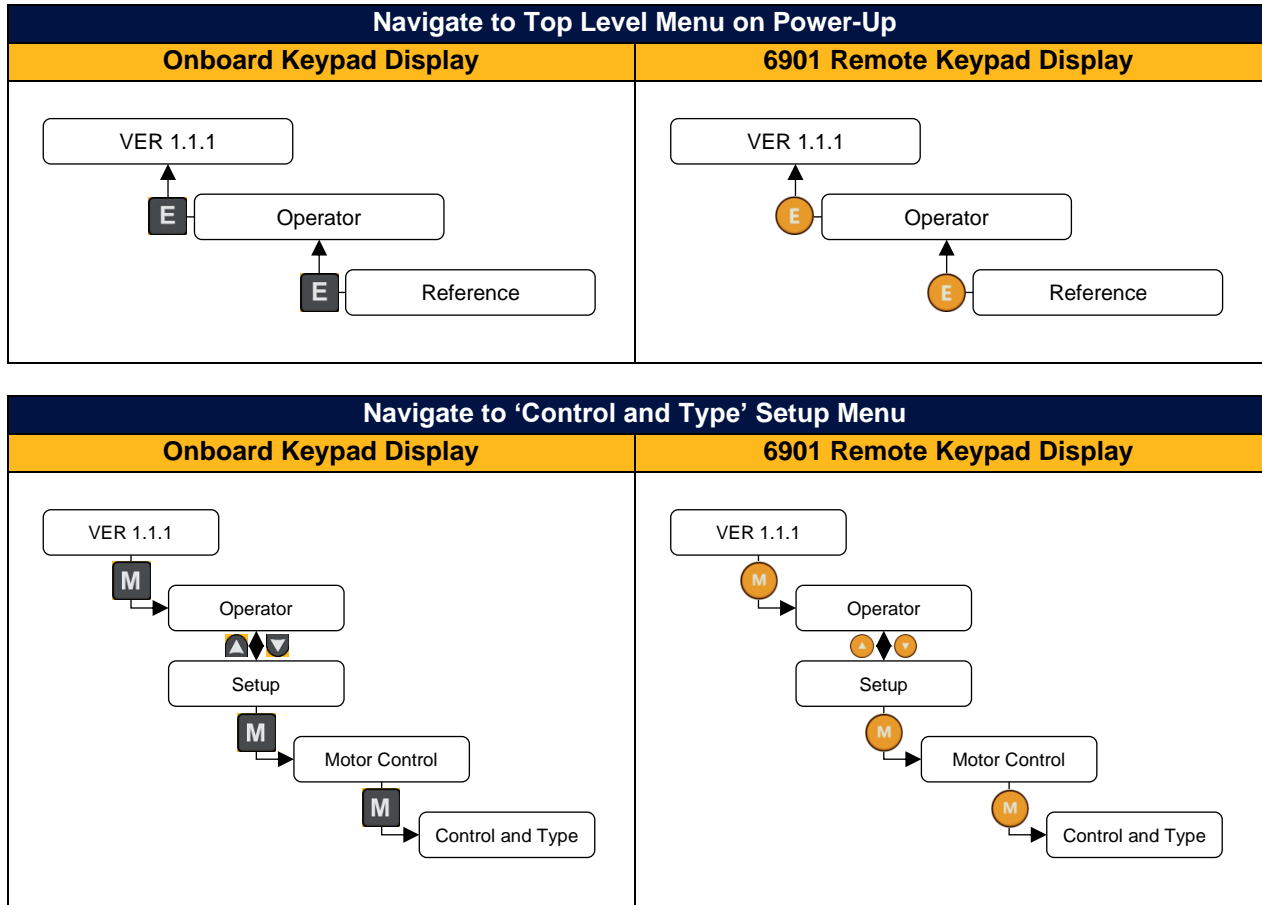 Navigate to Top Level Menu on Power-Up
Onboard Keypad Display
6901 Remote Keypad Display
VER 1.1.1
E
Operator
E
Reference
VER 1.1.1
E
Operator
E
Reference
Navigate to ‘Control and Type’ Setup Menu
Onboard Keypad Display
6901 Remote Keypad Display
VER 1.1.1
M
Operator
Setup
M
Motor Control
M
Control and Type
VER 1.1.1
M
Operator
Setup
M
Motor Control
M
Control and Type